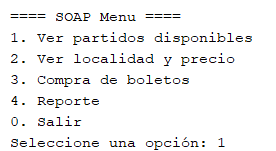 ==== SOAP Menu ====
1. Ver partidos disponibles
2. Ver localidad y precio
3. Compra de boletos
4. Reporte
0. Salir
Seleccione una opción: 1